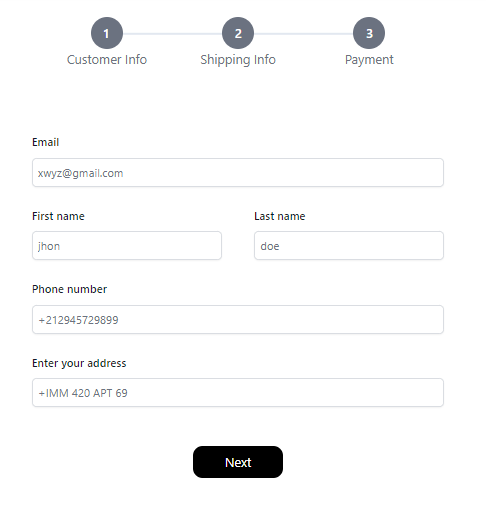 1 2 3
Customer Info Shipping Info Payment
Email
xwyz@gmail.com
First name Last name
jhon doe
Phone number
+212945729899
Enter your address
+IMM 420 APT 69
Next